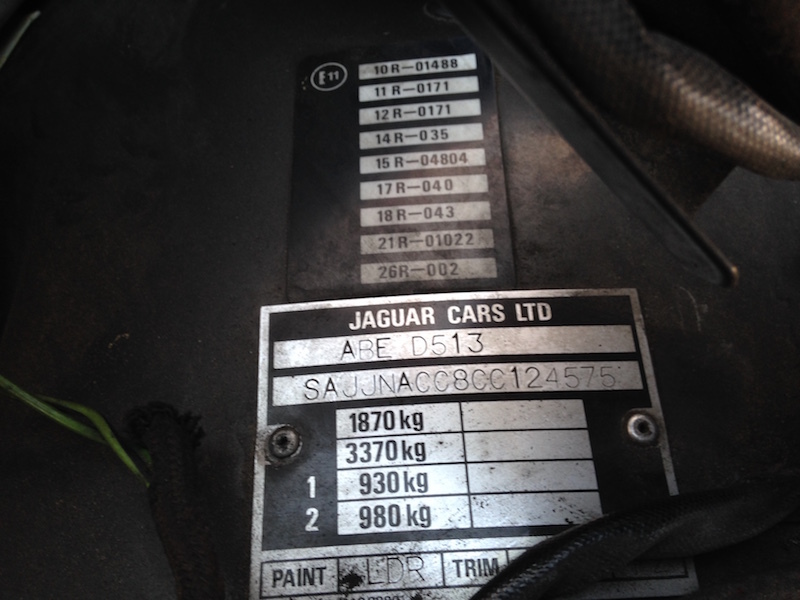 E11
10R-01488
11R-0171
12R-0171
14R-035
15R-04804
17R-040
18R-043
21R-01022
26R-002
JAGUAR CARS LTD
ABE D513
SAJJNACC8CC124575
1870kg
3370kg
1 930kg
2 980kg
PAINT LDR TRIM